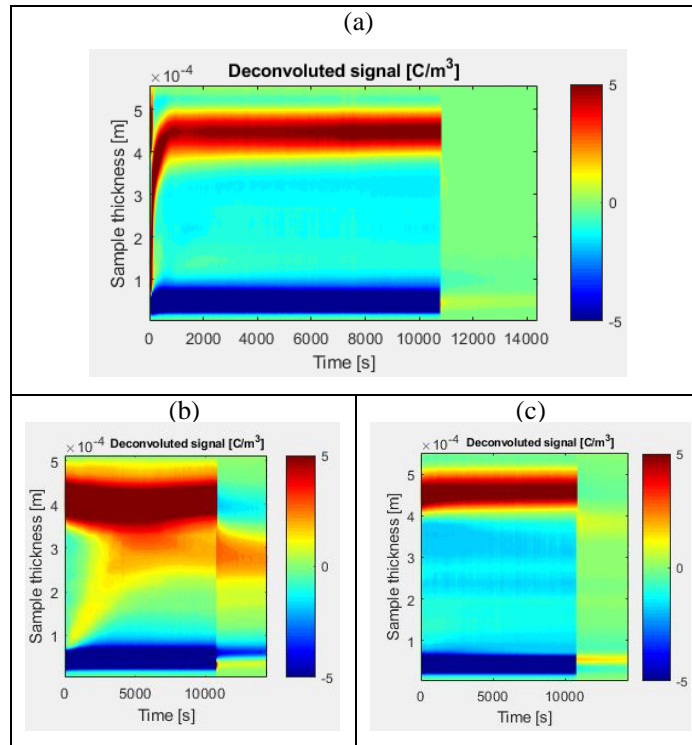 (a)
Deconvoluted signal [C/m³]
× 10⁻⁴
5
4
3
2
1
Sample thickness [m]
0 2000 4000 6000 8000 10000 12000 14000
Time [s]
5
0
-5
(b)
Deconvoluted signal [C/m³]
× 10⁻⁴
5
4
3
2
1
Sample thickness [m]
0 5000 10000
Time [s]
5
0
-5
(c)
Deconvoluted signal [C/m³]
× 10⁻⁴
5
4
3
2
1
Sample thickness [m]
0 5000 10000
Time [s]
5
0
-5